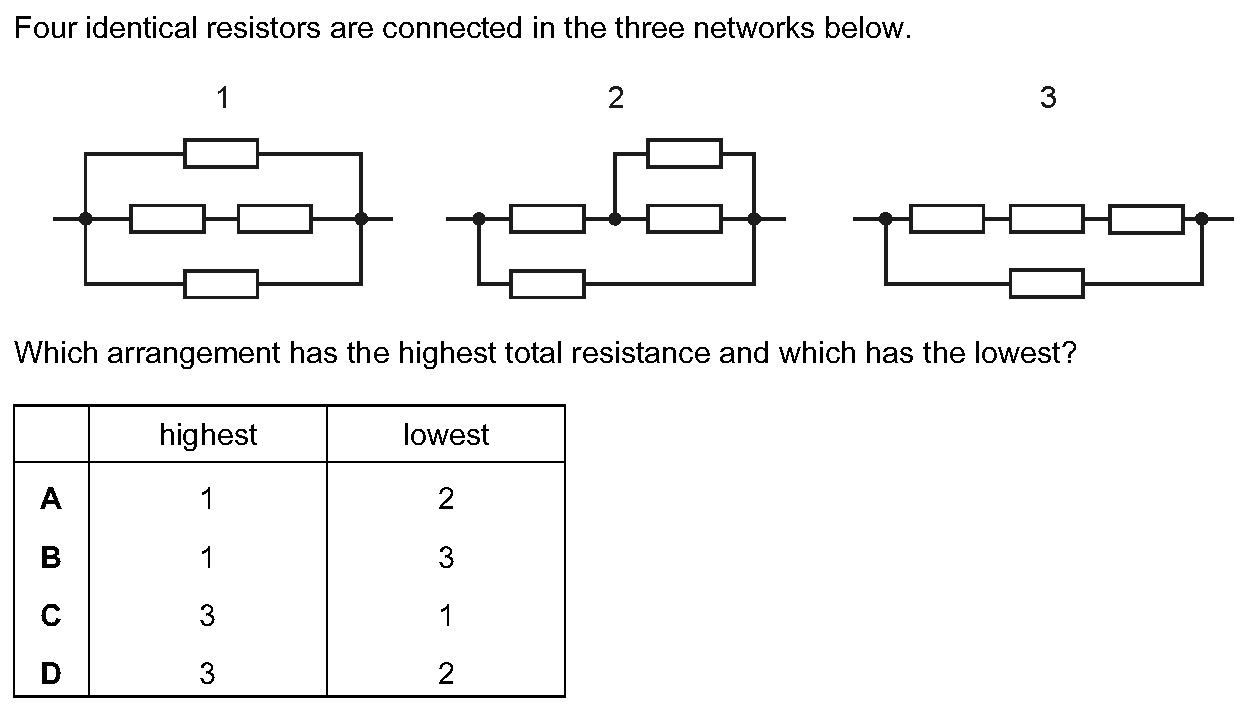 Four identical resistors are connected in the three networks below.
1 2 3
Which arrangement has the highest total resistance and which has the lowest?
highest lowest
A 1 2
B 1 3
C 3 1
D 3 2